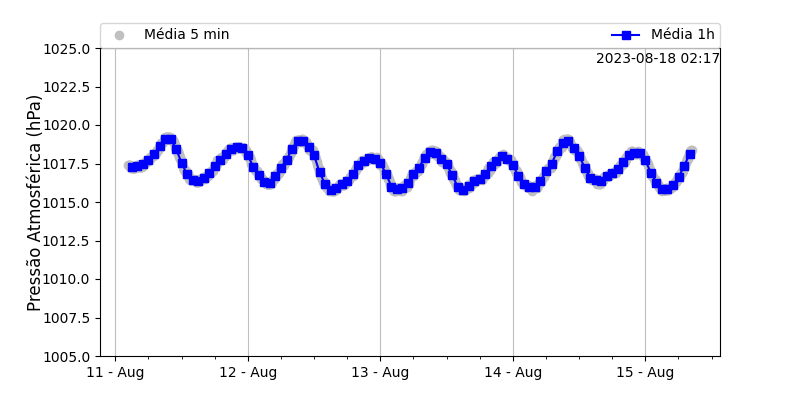 Média 5 min
Média 1h
2023-08-18 02:17
Pressão Atmosférica (hPa)
1025.0
1022.5
1020.0
1017.5
1015.0
1012.5
1010.0
1007.5
1005.0
11 - Aug
12 - Aug
13 - Aug
14 - Aug
15 - Aug